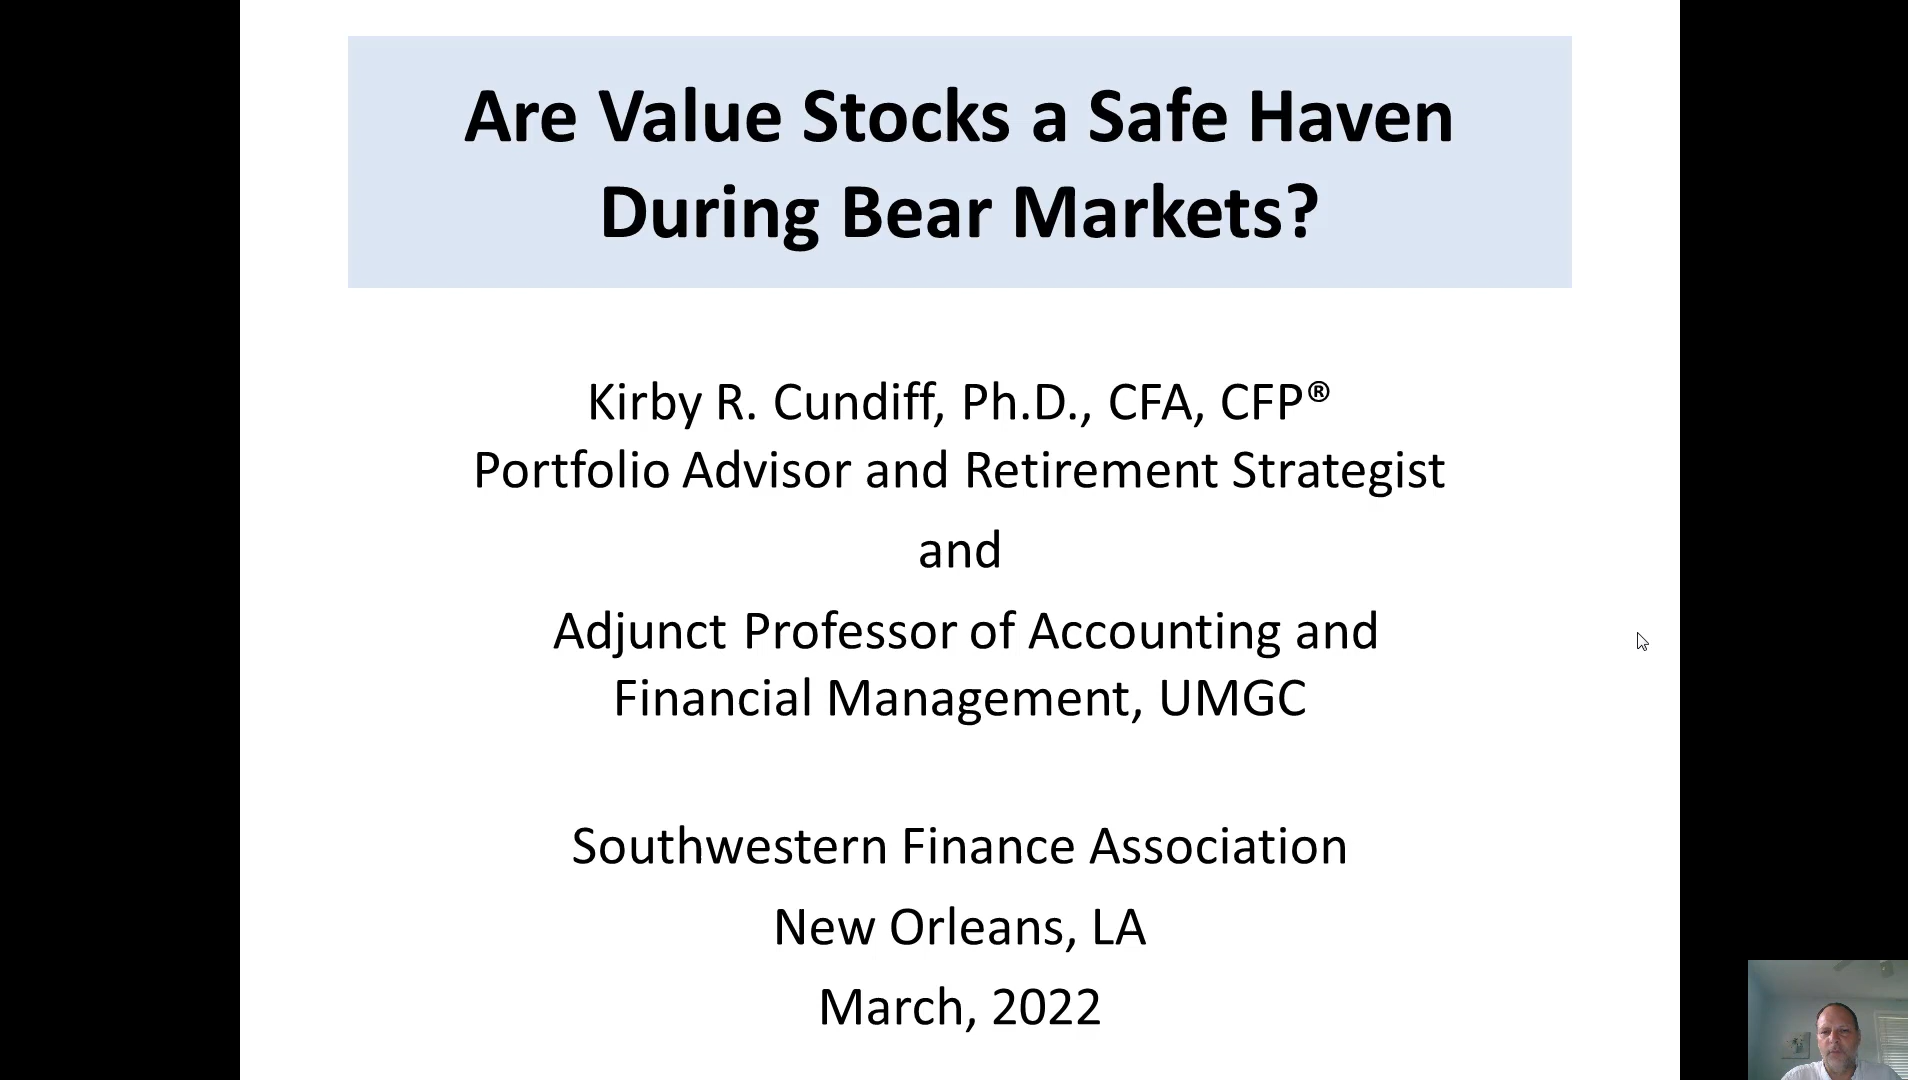 Are Value Stocks a Safe Haven
During Bear Markets?
Kirby R. Cundiff, Ph.D., CFA, CFP®
Portfolio Advisor and Retirement Strategist
and
Adjunct Professor of Accounting and
Financial Management, UMGC
Southwestern Finance Association
New Orleans, LA
March, 2022